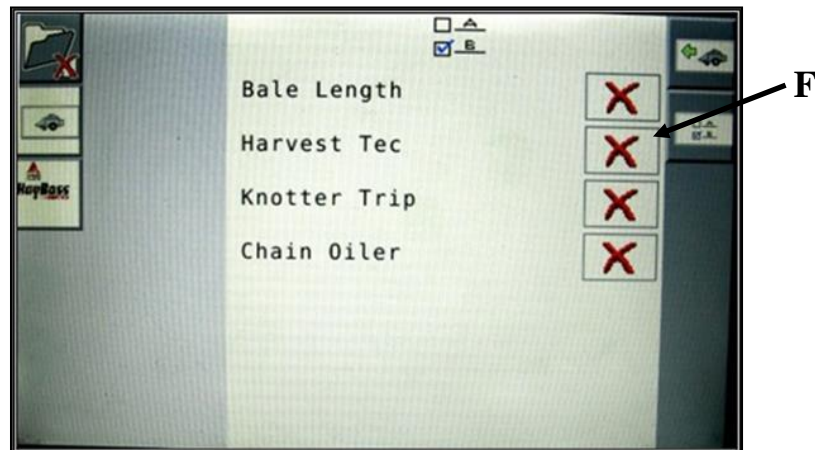 A
B
Bale Length
F
Harvest Tec
A
B
Knotter Trip
HayBoss
Chain Oiler